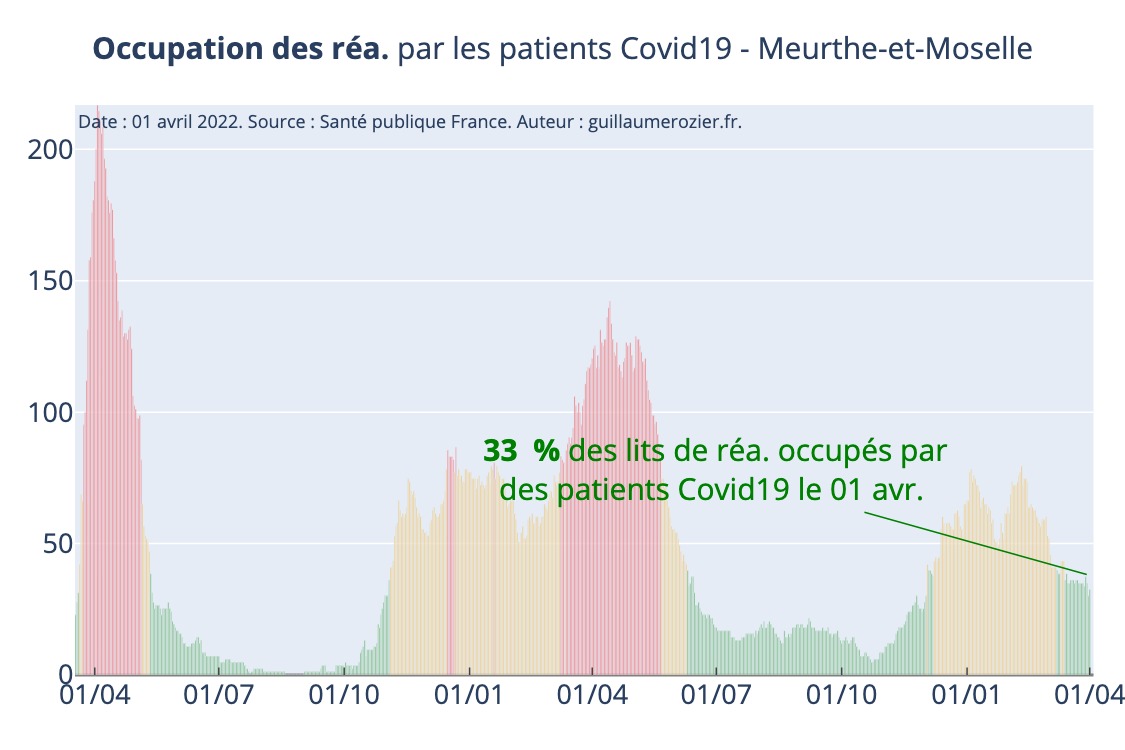 Occupation des réa. par les patients Covid19 - Meurthe-et-Moselle
Date : 01 avril 2022. Source : Santé publique France. Auteur : guillaumerozier.fr.
200
150
100
33 % des lits de réa. occupés par
des patients Covid19 le 01 avr.
50
0
01/04 01/07 01/10 01/01 01/04 01/07 01/10 01/01 01/04